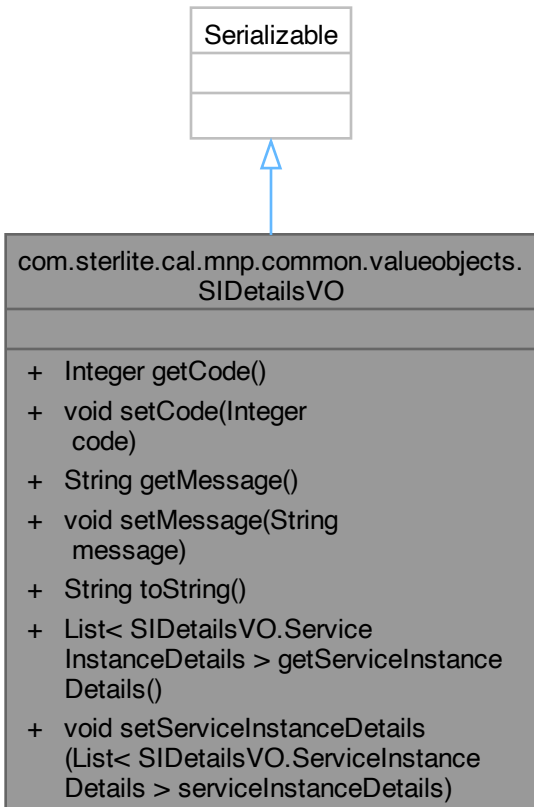 Serializable
com.sterlite.cal.mnp.common.valueobjects.
SIDetailsVO
+ Integer getCode()
+ void setCode(Integer
code)
+ String getMessage()
+ void setMessage(String
message)
+ String toString()
+ List< SIDetailsVO.Service
InstanceDetails > getServiceInstance
Details()
+ void setServiceInstanceDetails
(List< SIDetailsVO.ServiceInstance
Details > serviceInstanceDetails)